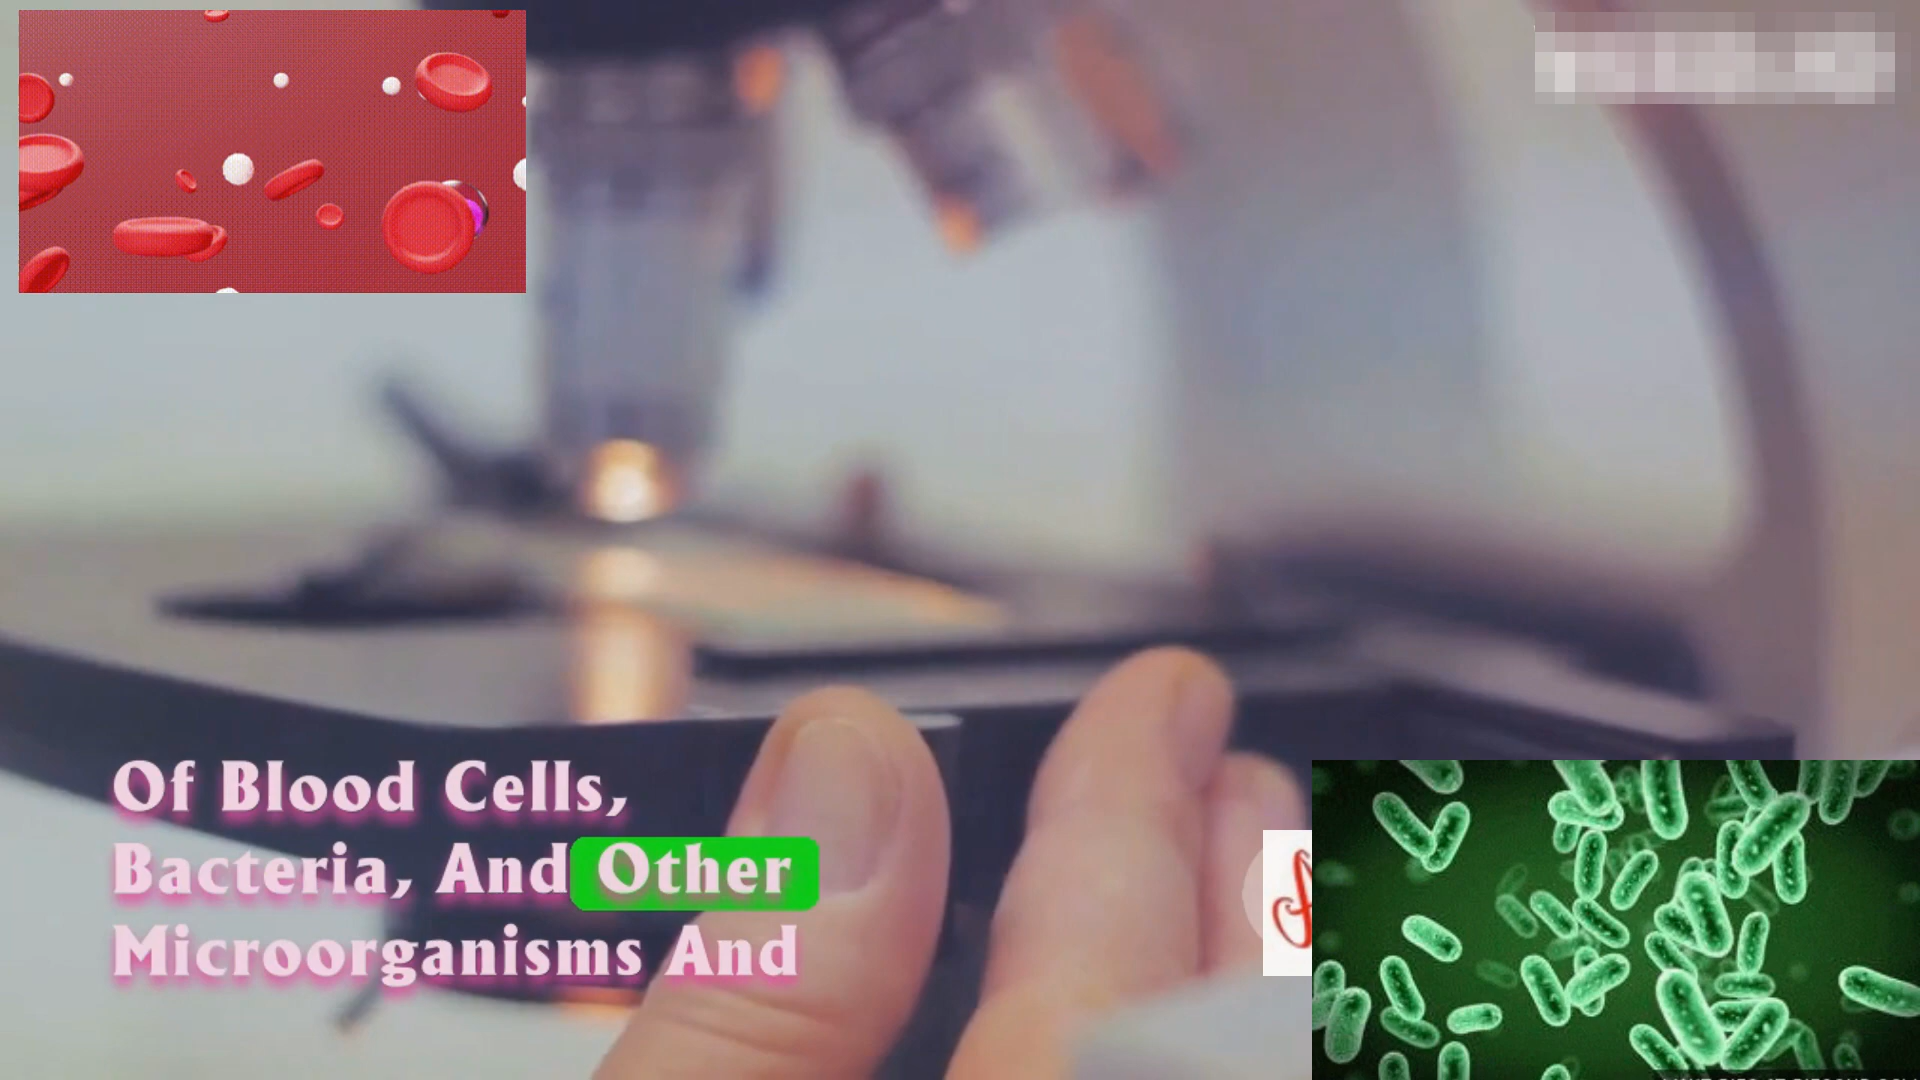 Of Blood Cells,
Bacteria, And Other
Microorganisms And